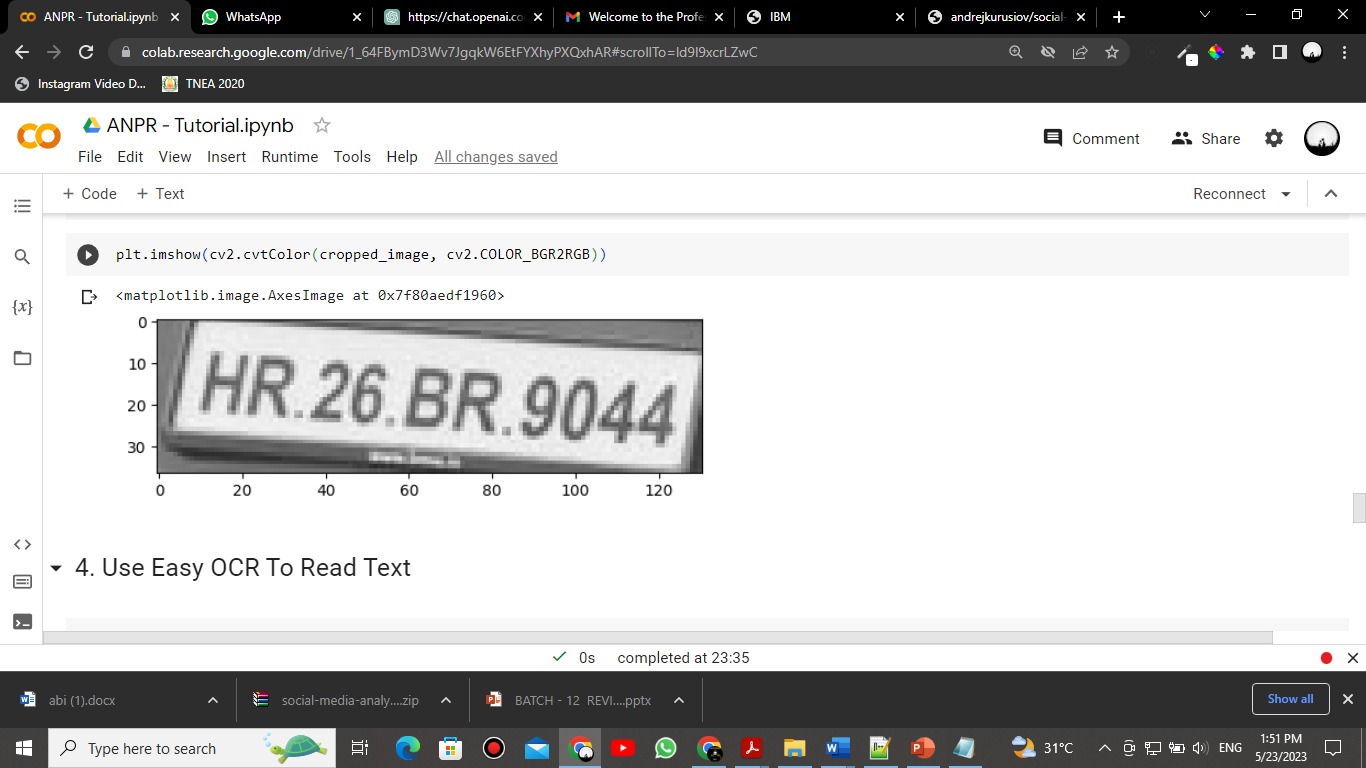 ANPR - Tutorial.ipynb
WhatsApp
https://chat.openai.co
Welcome to the Profe
IBM
andrejkurusiov/social-
colab.research.google.com/drive/1_64FBymD3Wv7JgqkW6EtFYXhyPXQxhAR#scrollTo=ld9I9xcrLZwC
Instagram Video D...
TNEA 2020
ANPR - Tutorial.ipynb
Comment
Share
File Edit View Insert Runtime Tools Help All changes saved
+ Code + Text
Reconnect
plt.imshow(cv2.cvtColor(cropped_image, cv2.COLOR_BGR2RGB))
<matplotlib.image.AxesImage at 0x7f80aedf1960>
0
10
20
30
HR.26.BR.9044
0 20 40 60 80 100 120
{x}
4. Use Easy OCR To Read Text
0s completed at 23:35
abi (1).docx
social-media-analy....zip
BATCH - 12 REVI....pptx
Show all
Type here to search
31°C
ENG
1:51 PM
5/23/2023